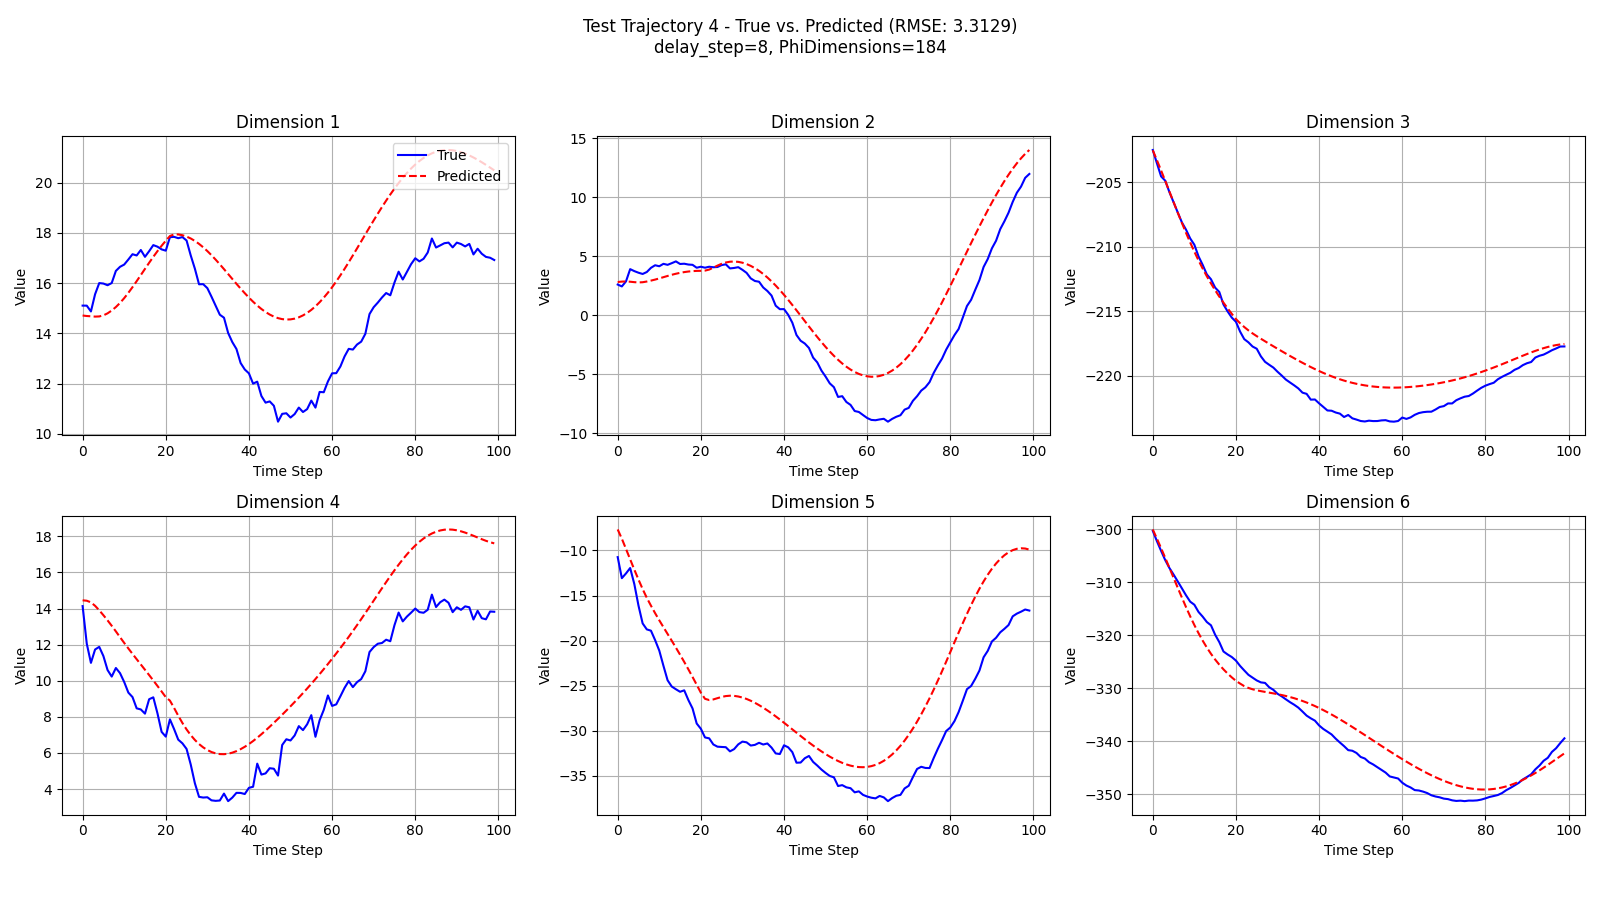 Test Trajectory 4 - True vs. Predicted (RMSE: 3.3129)
delay_step=8, PhiDimensions=184
Dimension 1
Dimension 2
Dimension 3
True
Predicted
Value
20
18
16
14
12
10
0 20 40 60 80 100
Time Step
Value
15
10
5
0
−5
−10
0 20 40 60 80 100
Time Step
Value
−205
−210
−215
−220
0 20 40 60 80 100
Time Step
Dimension 4
Dimension 5
Dimension 6
Value
18
16
14
12
10
8
6
4
0 20 40 60 80 100
Time Step
Value
−10
−15
−20
−25
−30
−35
0 20 40 60 80 100
Time Step
Value
−300
−310
−320
−330
−340
−350
0 20 40 60 80 100
Time Step